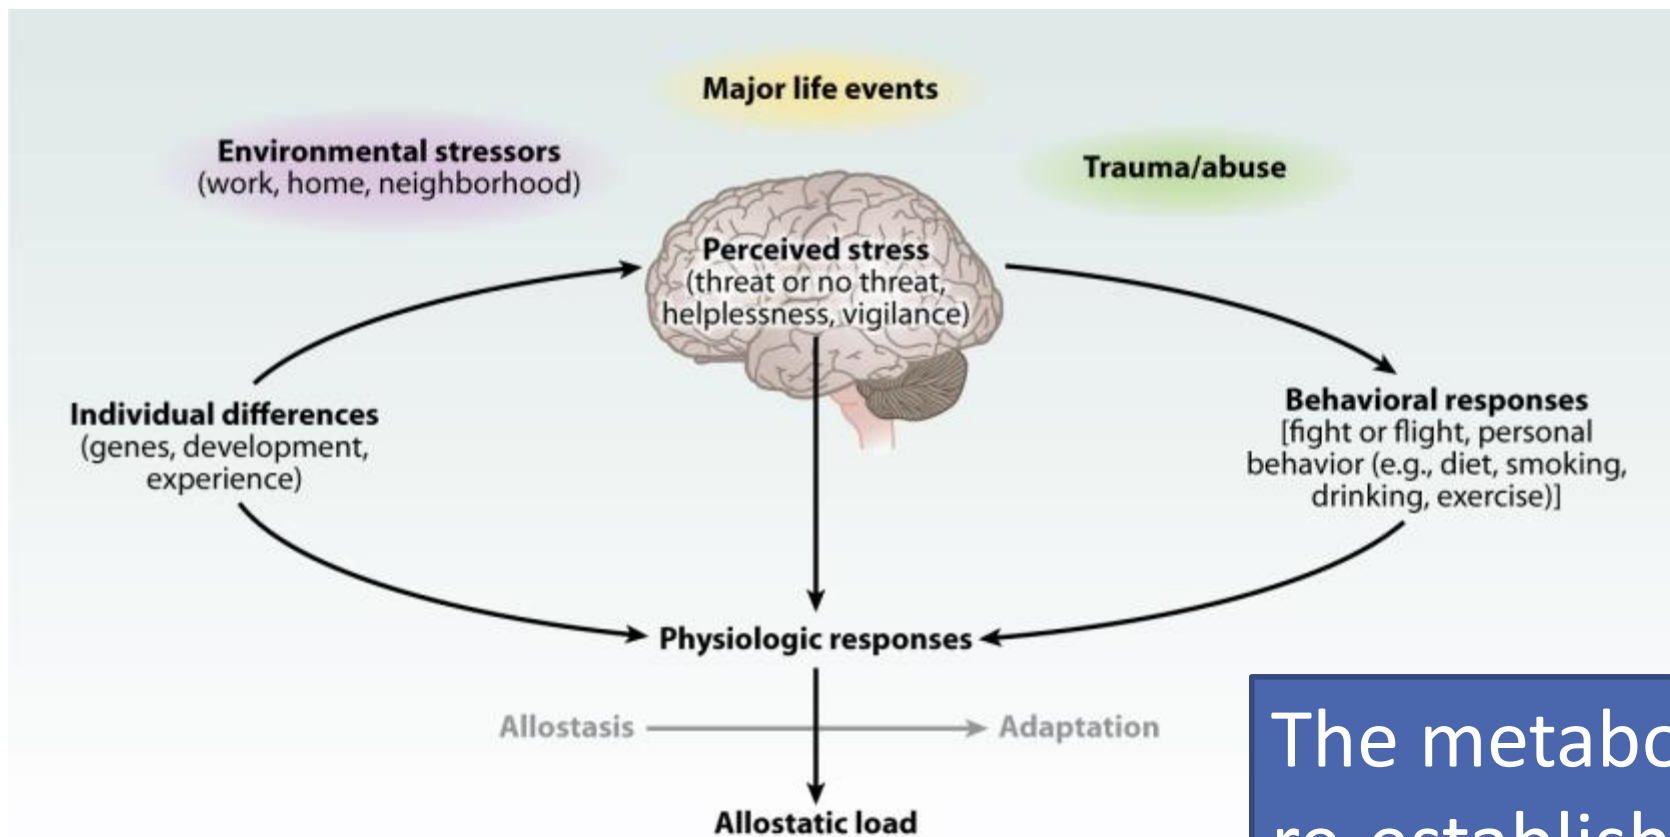 Major life events
Environmental stressors
(work, home, neighborhood)
Trauma/abuse
Perceived stress
(threat or no threat,
helplessness, vigilance)
Individual differences
(genes, development,
experience)
Behavioral responses
[fight or flight, personal
behavior (e.g., diet, smoking,
drinking, exercise)]
Physiologic responses
Allostasis
Adaptation
Allostatic load
The